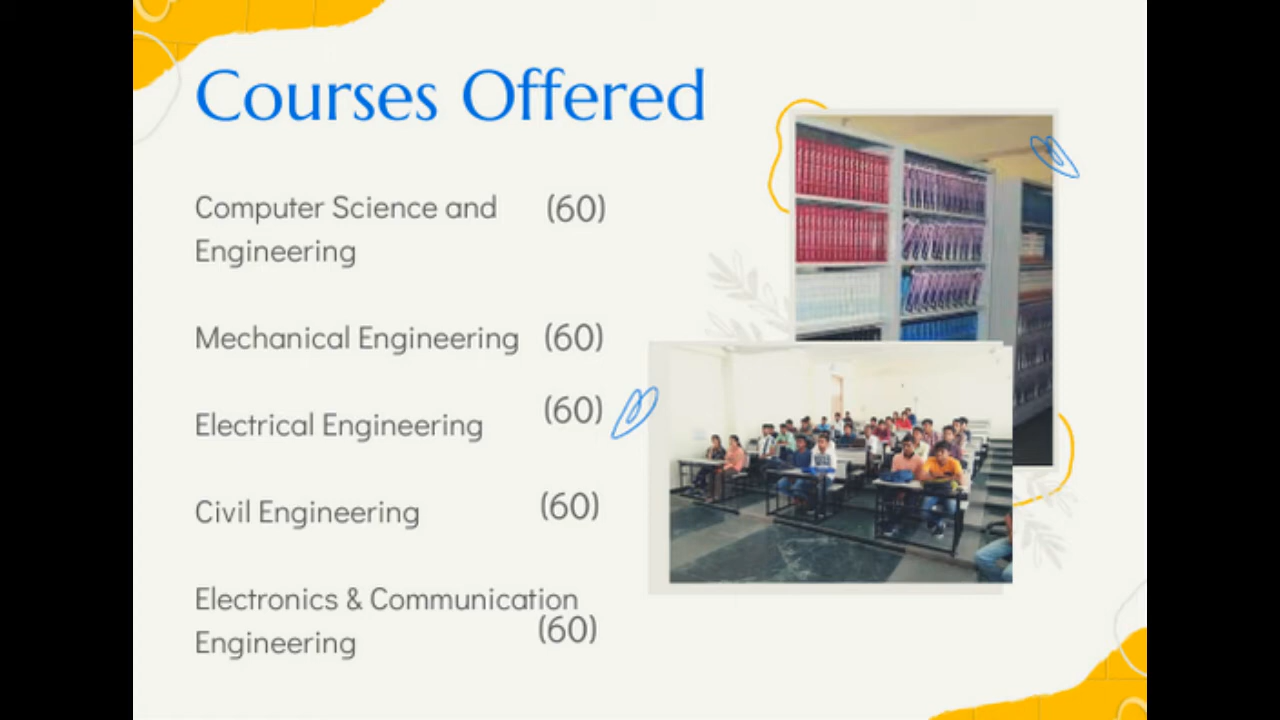 Courses Offered
Computer Science and (60)
Engineering
Mechanical Engineering (60)
Electrical Engineering (60)
Civil Engineering (60)
Electronics & Communication
Engineering (60)